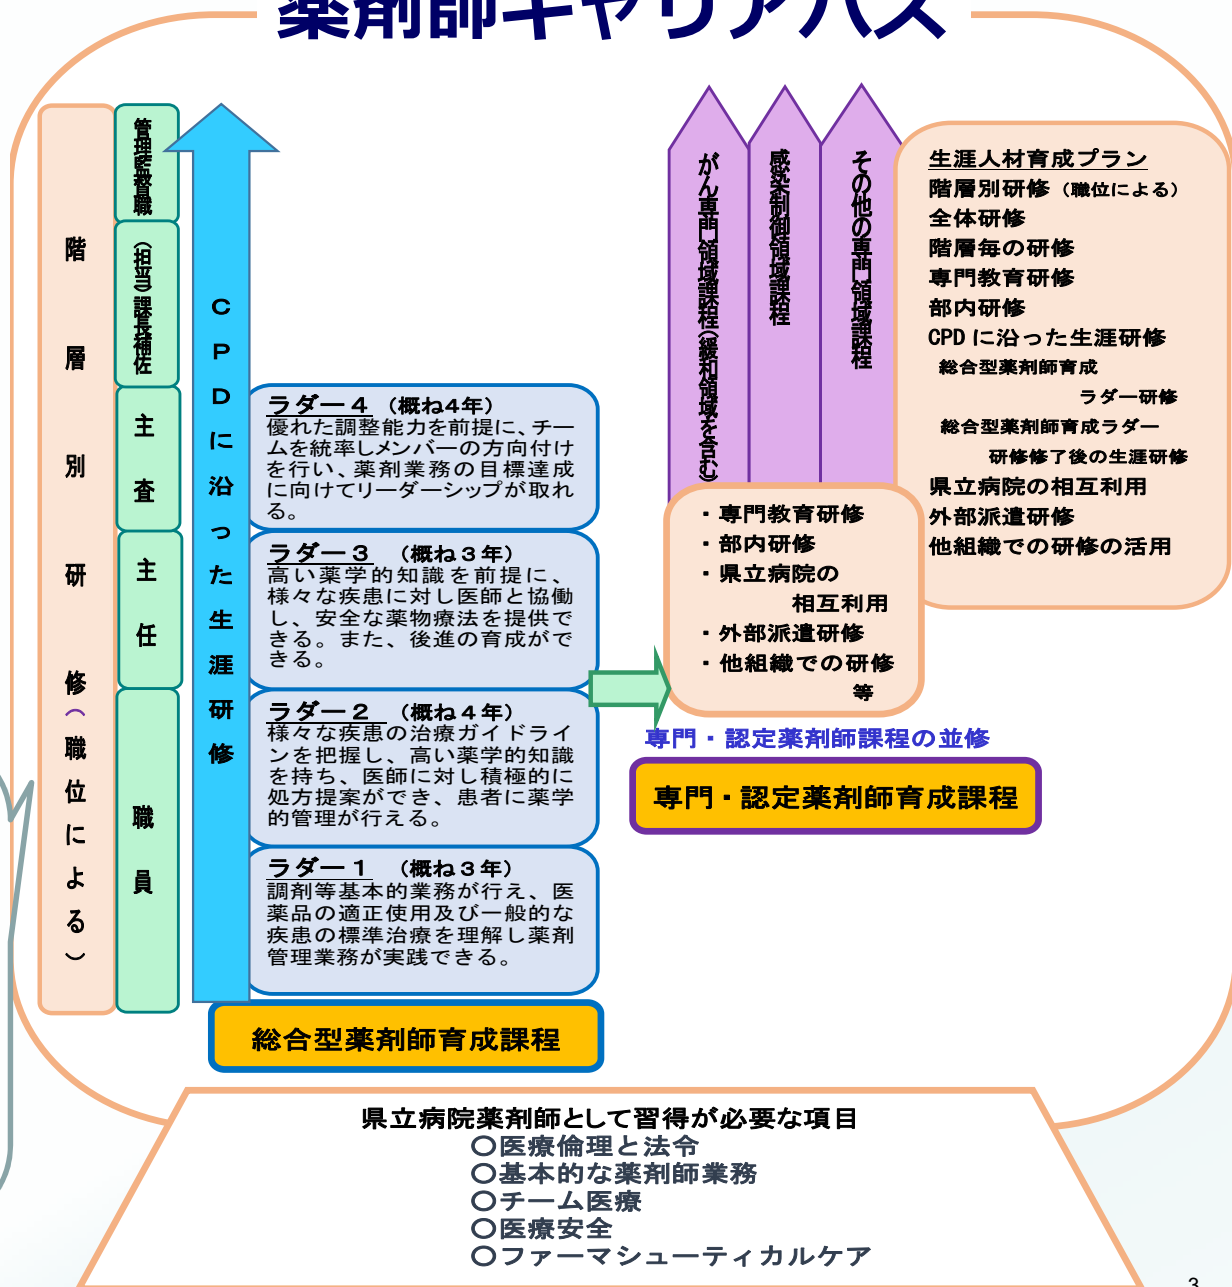 薬剤師キャリアパス
階層別研修（職位による）
管理監督職
（担当）課長補佐
主査
主任
職員
ＣＰＤに沿った生涯研修
ラダー４（概ね4年）
優れた調整能力を前提に、チー
ムを統率しメンバーの方向付け
を行い、薬剤業務の目標達成
に向けてリーダーシップが取れ
る。
ラダー３（概ね３年）
高い薬学的知識を前提に、
様々な疾患に対し医師と協働
し、安全な薬物療法を提供で
きる。また、後進の育成がで
きる。
ラダー２（概ね４年）
様々な疾患の治療ガイドライ
ンを把握し、高い薬学的知識
を持ち、医師に対し積極的に
処方提案ができ、患者に薬学
的管理が行える。
ラダー１（概ね３年）
調剤等基本的業務が行え、医
薬品の適正使用及び一般的な
疾患の標準治療を理解し薬剤
管理業務が実践できる。
総合型薬剤師育成課程
がん専門領域課程（緩和領域を含む）
感染制御領域課程
その他の専門領域課程
・専門教育研修
・部内研修
・県立病院の
相互利用
・外部派遣研修
・他組織での研修
等
専門・認定薬剤師課程の並修
専門・認定薬剤師育成課程
生涯人材育成プラン
階層別研修（職位による）
全体研修
階層毎の研修
専門教育研修
部内研修
CPDに沿った生涯研修
総合型薬剤師育成
ラダー研修
総合型薬剤師育成ラダー
研修修了後の生涯研修
県立病院の相互利用
外部派遣研修
他組織での研修の活用
県立病院薬剤師として習得が必要な項目
〇医療倫理と法令
〇基本的な薬剤師業務
〇チーム医療
〇医療安全
〇ファーマシューティカルケア
3